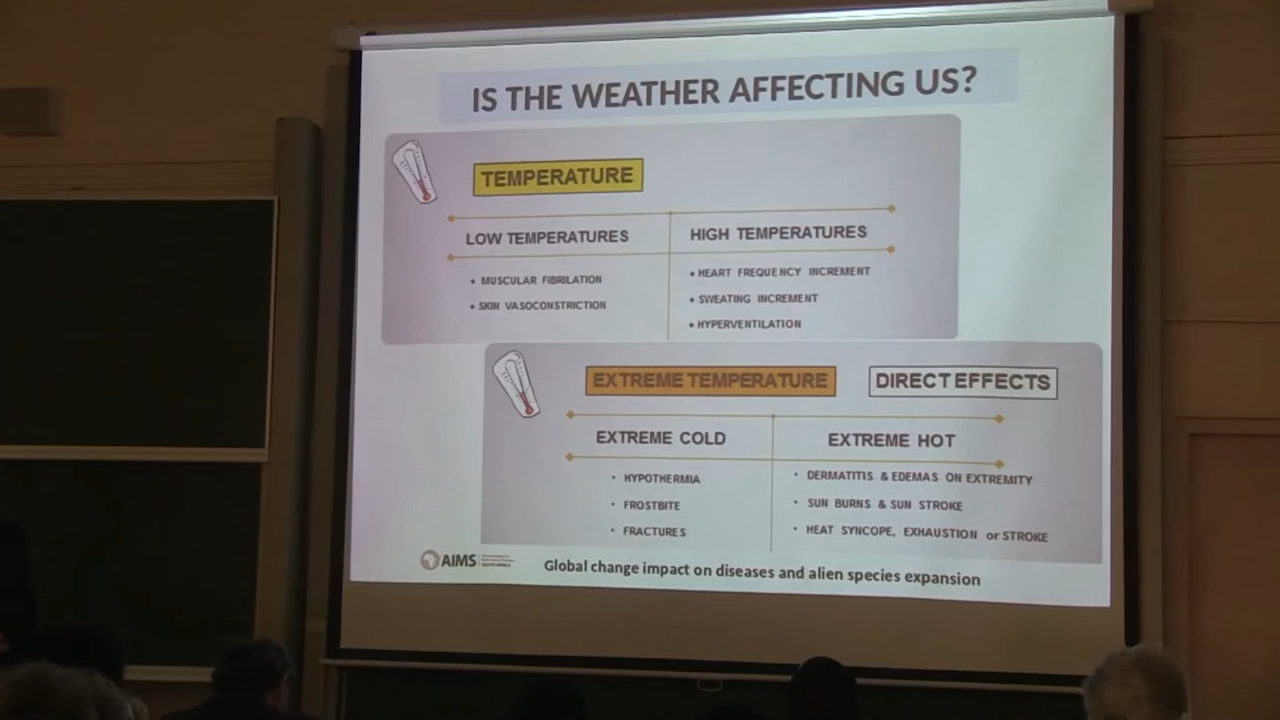 IS THE WEATHER AFFECTING US?
TEMPERATURE
LOW TEMPERATURES
• MUSCULAR FIBRILATION
• SKIN VASOCONSTRICTION
HIGH TEMPERATURES
• HEART FREQUENCY INCREMENT
• SWEATING INCREMENT
• HYPERVENTILATION
EXTREME TEMPERATURE
DIRECT EFFECTS
EXTREME COLD
• HYPOTHERMIA
• FROSTBITE
• FRACTURES
EXTREME HOT
• DERMATITIS & EDEMAS ON EXTREMITY
• SUN BURNS & SUN STROKE
• HEAT SYNCOPE, EXHAUSTION or STROKE
AIMS
SOUTH AFRICA
Global change impact on diseases and alien species expansion